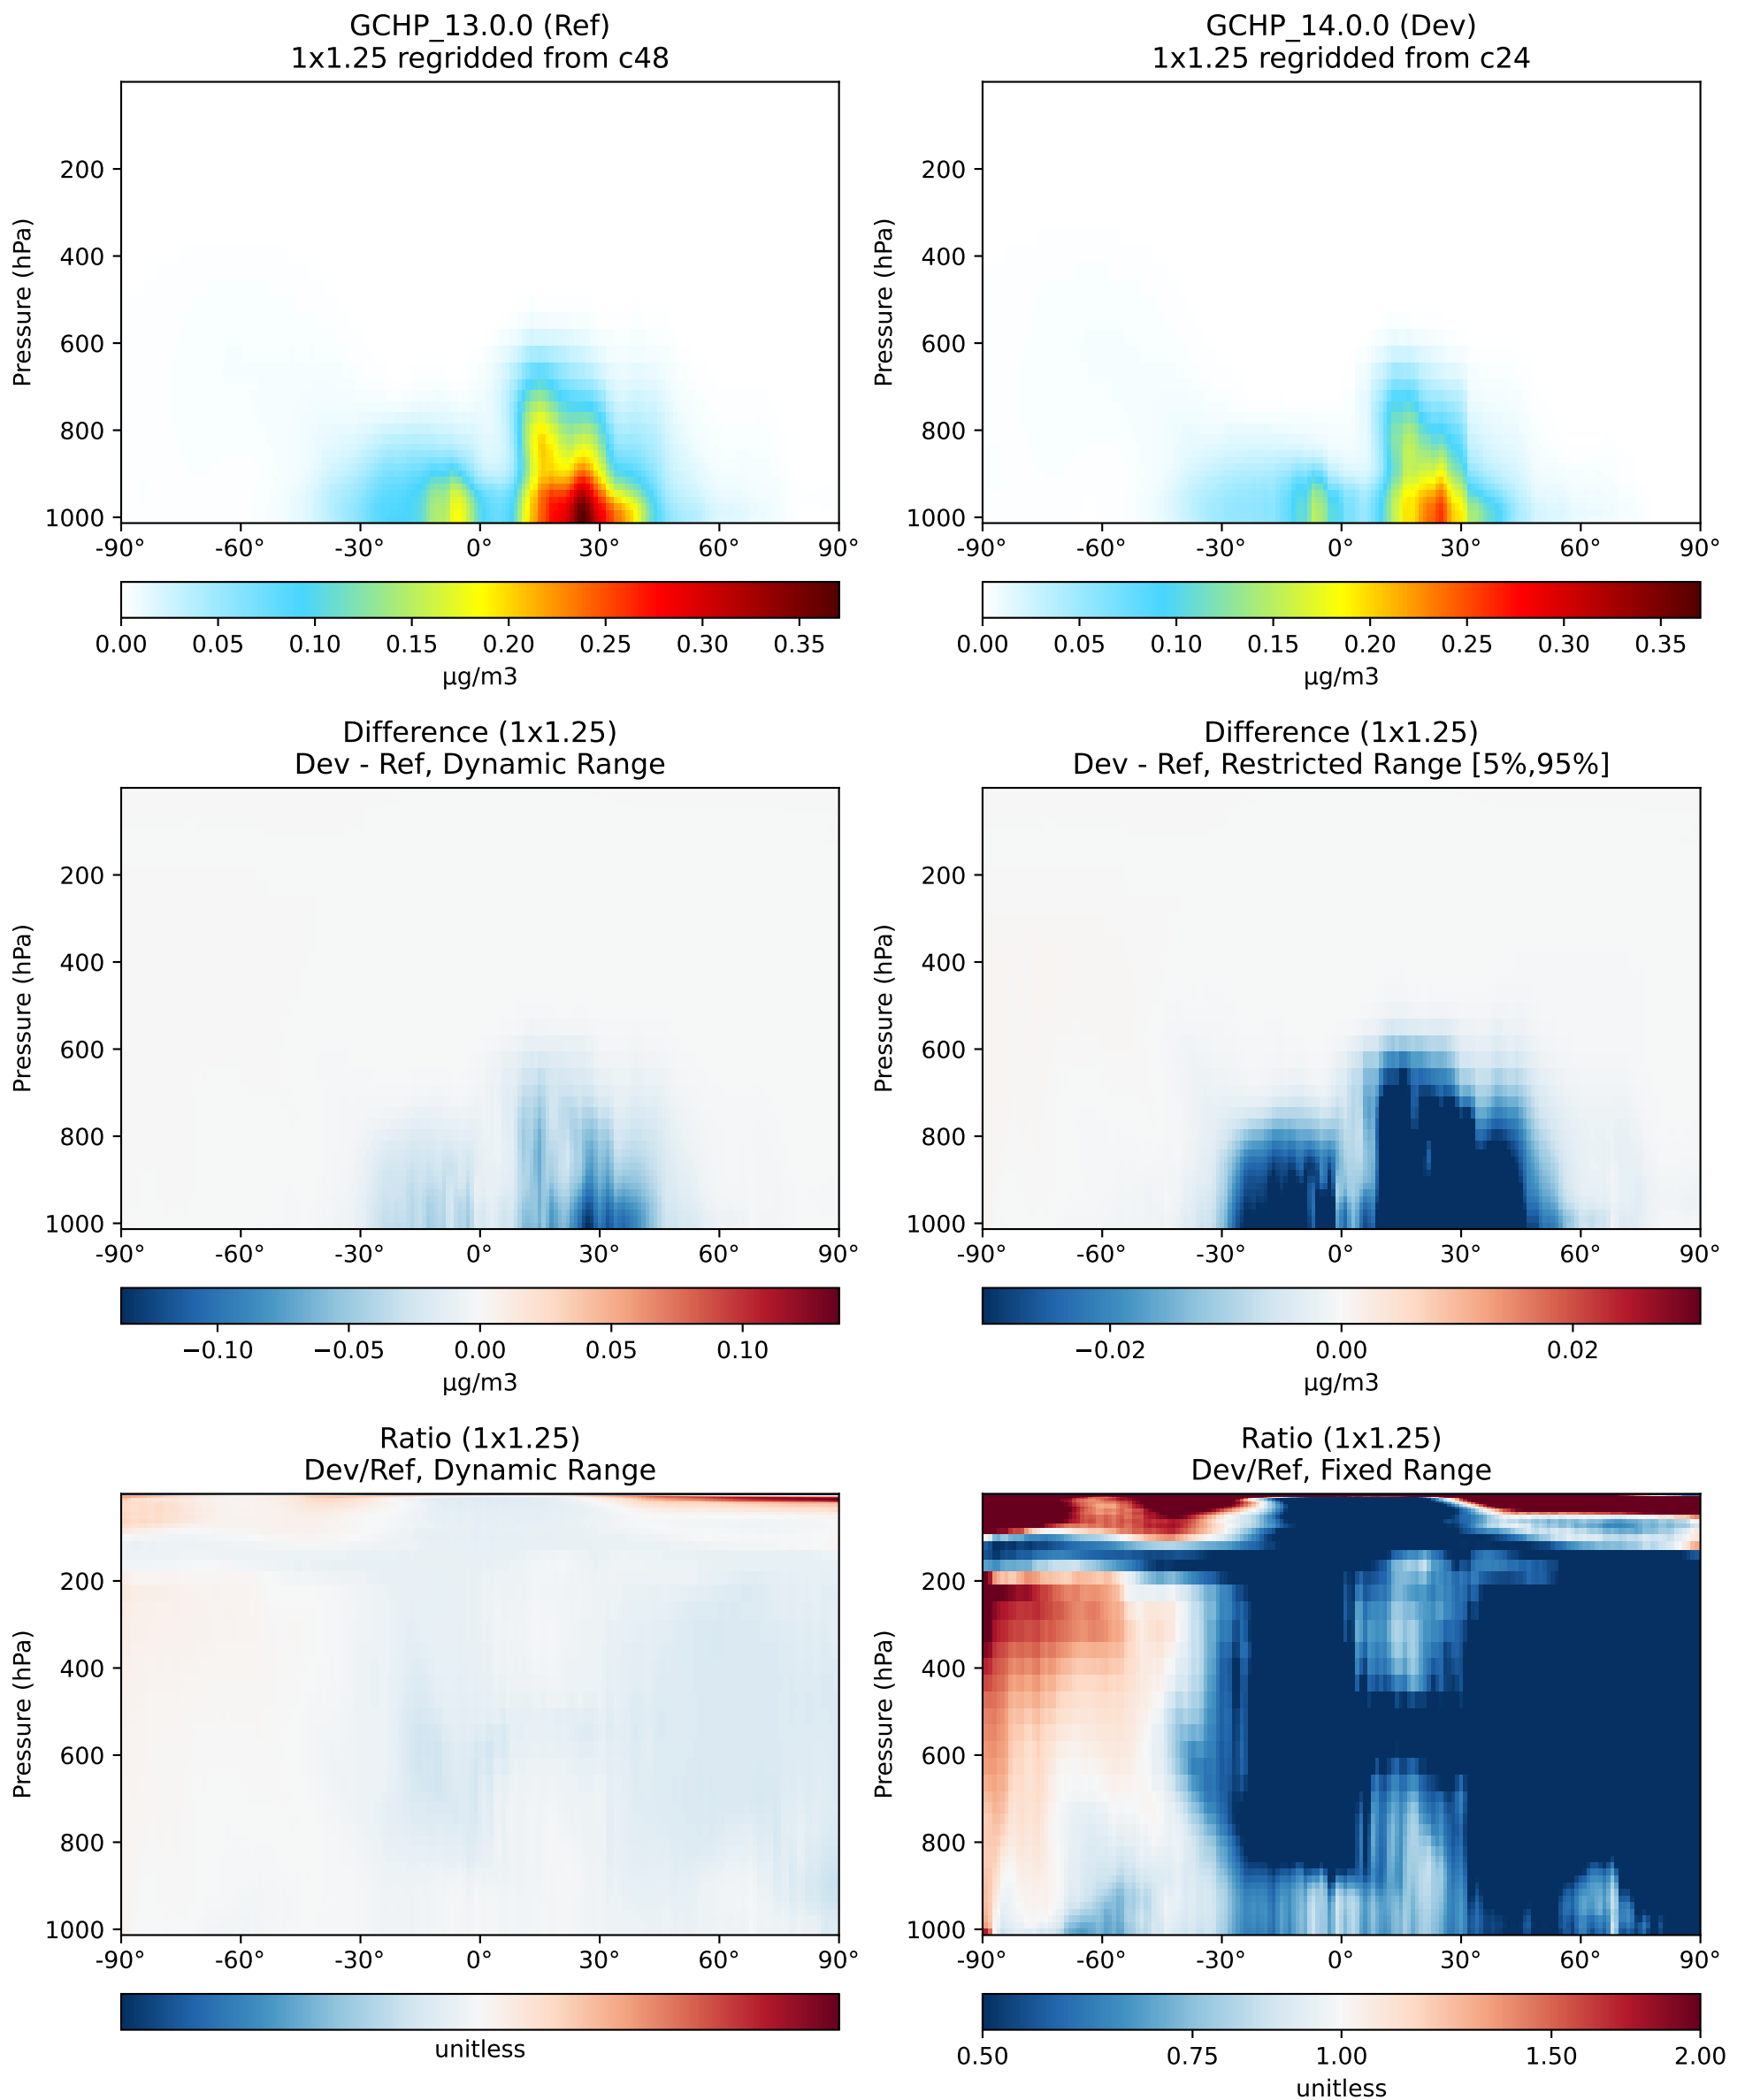 GCHP_13.0.0 (Ref)
1x1.25 regridded from c48
GCHP_14.0.0 (Dev)
1x1.25 regridded from c24
Pressure (hPa)
200
400
600
800
1000
-90° -60° -30° 0° 30° 60° 90°
0.00 0.05 0.10 0.15 0.20 0.25 0.30 0.35
μg/m3
Pressure (hPa)
200
400
600
800
1000
-90° -60° -30° 0° 30° 60° 90°
0.00 0.05 0.10 0.15 0.20 0.25 0.30 0.35
μg/m3
Difference (1x1.25)
Dev - Ref, Dynamic Range
Difference (1x1.25)
Dev - Ref, Restricted Range [5%,95%]
Pressure (hPa)
200
400
600
800
1000
-90° -60° -30° 0° 30° 60° 90°
−0.10 −0.05 0.00 0.05 0.10
μg/m3
Pressure (hPa)
200
400
600
800
1000
-90° -60° -30° 0° 30° 60° 90°
−0.02 0.00 0.02
μg/m3
Ratio (1x1.25)
Dev/Ref, Dynamic Range
Ratio (1x1.25)
Dev/Ref, Fixed Range
Pressure (hPa)
200
400
600
800
1000
-90° -60° -30° 0° 30° 60° 90°
unitless
Pressure (hPa)
200
400
600
800
1000
-90° -60° -30° 0° 30° 60° 90°
0.50 0.75 1.00 1.50 2.00
unitless